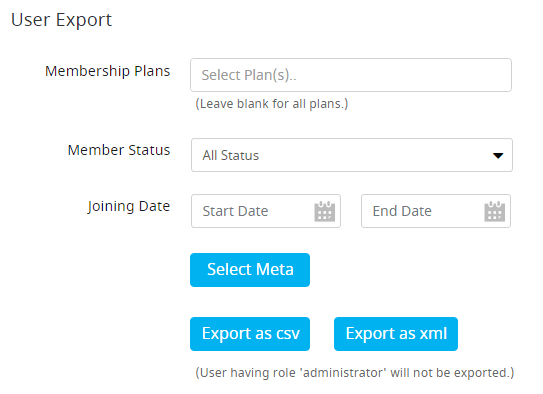 User Export
Membership Plans
Select Plan(s)..
(Leave blank for all plans.)
Member Status
All Status
Joining Date
Start Date
End Date
Select Meta
Export as csv
Export as xml
(User having role 'administrator' will not be exported.)